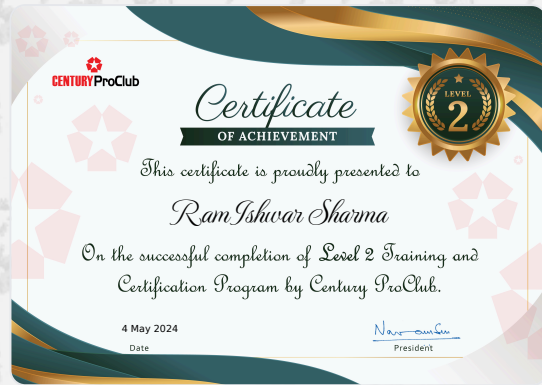 CENTURY ProClub
LEVEL
2
Certificate
OF ACHIEVEMENT
This certificate is proudly presented to
Ram Ishwar Sharma
On the successful completion of Level 2 Training and
Certification Program by Century ProClub.
4 May 2024
Date
President